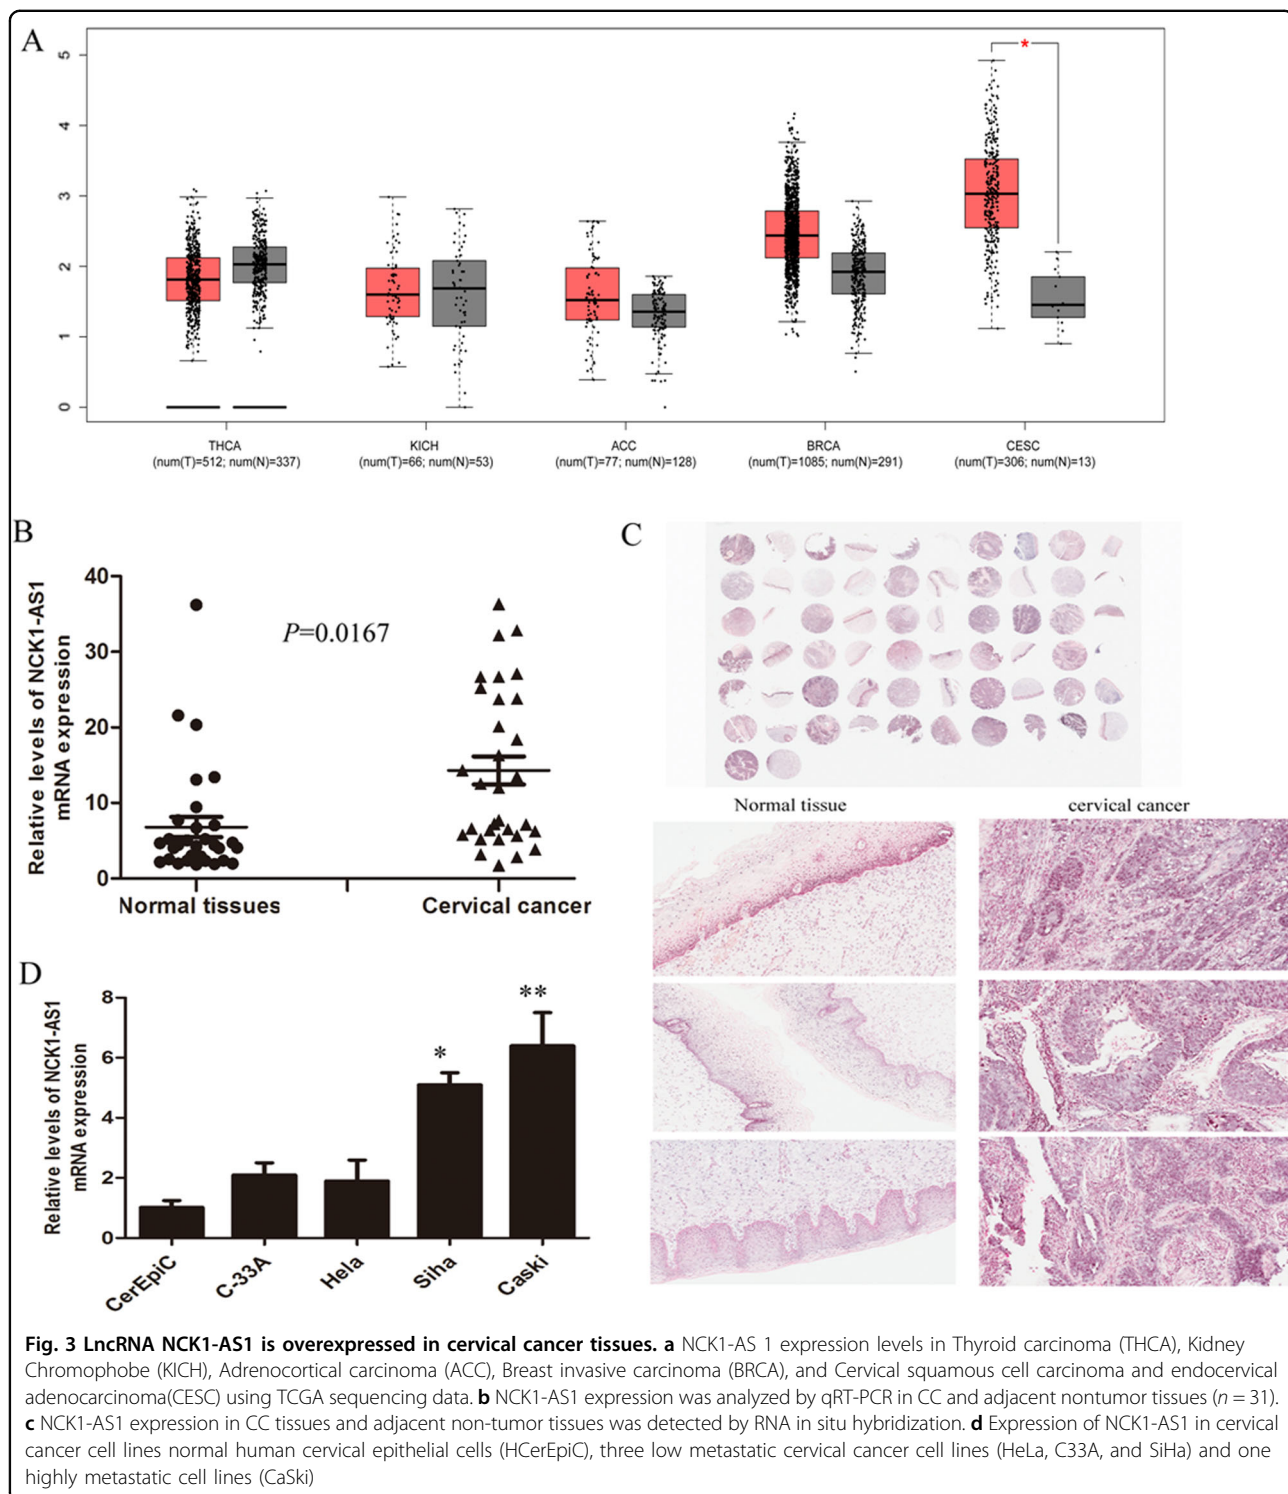 A
5
4
3
2
1
0
*
THCA
(num(T)=512; num(N)=337)
KICH
(num(T)=66; num(N)=53)
ACC
(num(T)=77; num(N)=128)
BRCA
(num(T)=1085; num(N)=291)
CESC
(num(T)=306; num(N)=13)
B
Relative levels of NCK1-AS1
mRNA expression
40
30
20
10
0
P=0.0167
Normal tissues
Cervical cancer
C
Normal tissue
cervical cancer
D
Relative levels of NCK1-AS1
mRNA expression
8
6
4
2
0
*
**
CerEpiC
C-33A
Hela
Siha
Caski
Fig. 3 LncRNA NCK1-AS1 is overexpressed in cervical cancer tissues. a NCK1-AS 1 expression levels in Thyroid carcinoma (THCA), Kidney
Chromophobe (KICH), Adrenocortical carcinoma (ACC), Breast invasive carcinoma (BRCA), and Cervical squamous cell carcinoma and endocervical
adenocarcinoma(CESC) using TCGA sequencing data. b NCK1-AS1 expression was analyzed by qRT-PCR in CC and adjacent nontumor tissues (n = 31).
c NCK1-AS1 expression in CC tissues and adjacent non-tumor tissues was detected by RNA in situ hybridization. d Expression of NCK1-AS1 in cervical
cancer cell lines normal human cervical epithelial cells (HCerEpiC), three low metastatic cervical cancer cell lines (HeLa, C33A, and SiHa) and one
highly metastatic cell lines (CaSki)